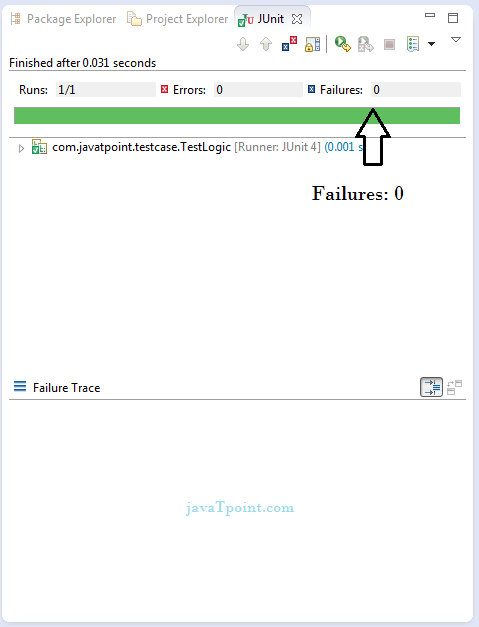 Package Explorer Project Explorer JUnit
Finished after 0.031 seconds
Runs: 1/1 Errors: 0 Failures: 0
com.javatpoint.testcase.TestLogic [Runner: JUnit 4] (0.001 s
Failures: 0
Failure Trace
javaTpoint.com